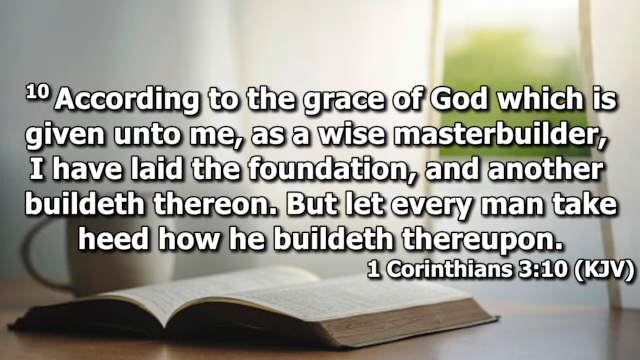 10 According to the grace of God which is
given unto me, as a wise masterbuilder,
I have laid the foundation, and another
buildeth thereon. But let every man take
heed how he buildeth thereupon.
1 Corinthians 3:10 (KJV)